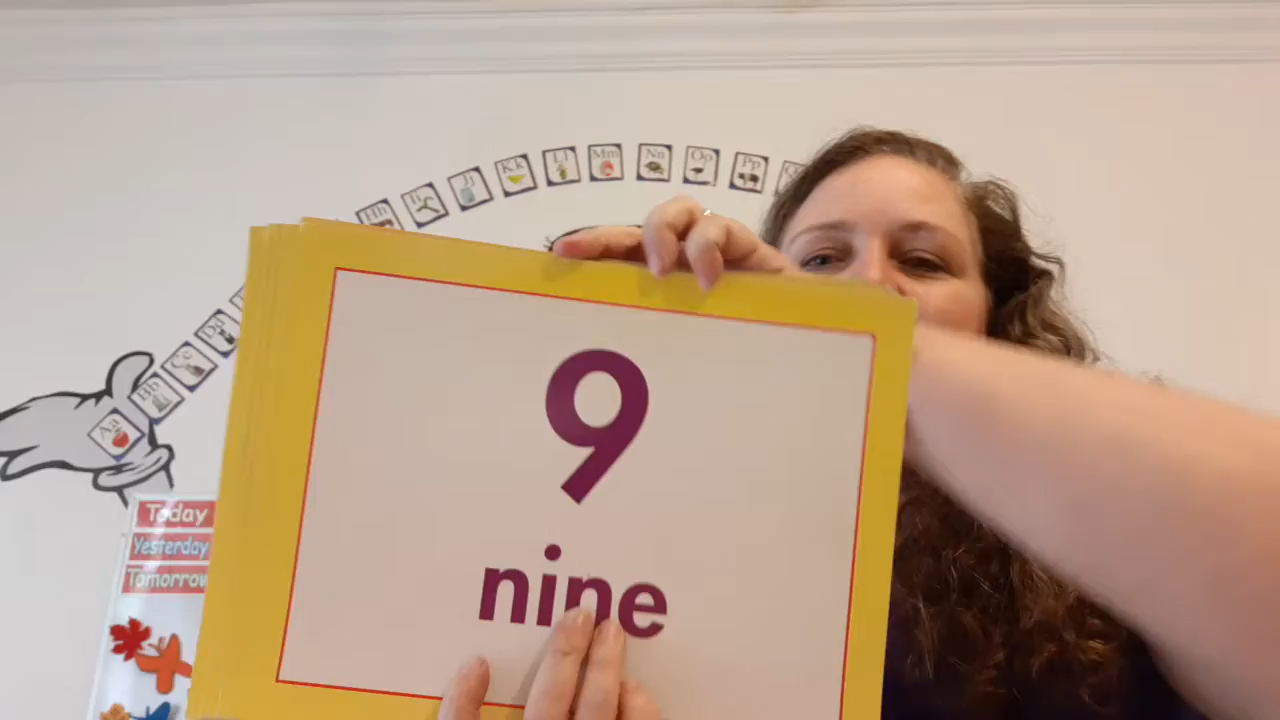 Hh
Ii
Jj
Kk
Ll
Mm
Nn
Oo
Pp
Dd
Cc
Bb
Aa
9
nine
Today
Yesterday
Tomorrow